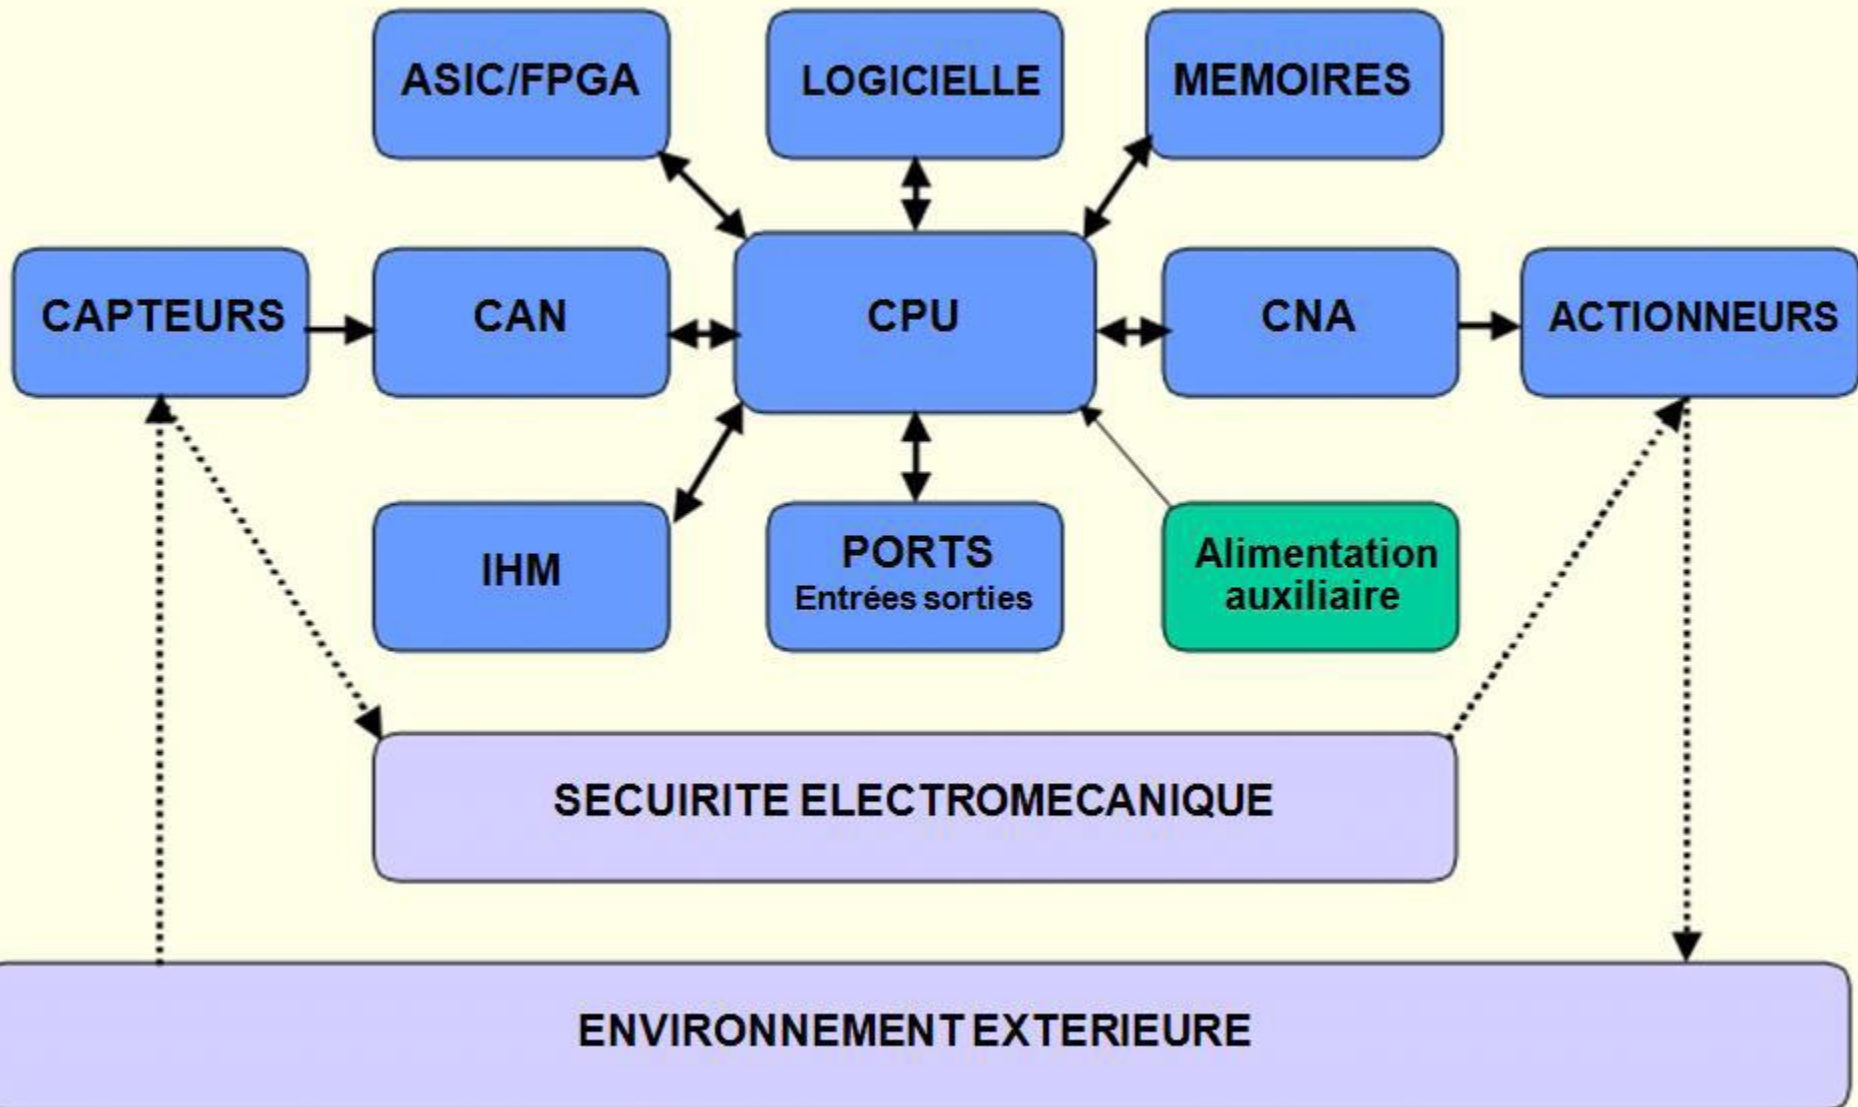 ASIC/FPGA
LOGICIELLE
MEMOIRES
CAPTEURS
CAN
CPU
CNA
ACTIONNEURS
IHM
PORTS
Entrées sorties
Alimentation
auxiliaire
SECUIRITE ELECTROMECANIQUE
ENVIRONNEMENT EXTERIEURE